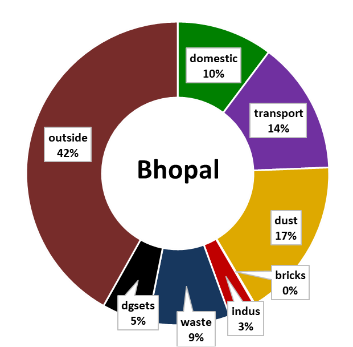 domestic
10%
transport
14%
outside
42%
Bhopal
dust
17%
bricks
0%
indus
3%
waste
9%
dgsets
5%